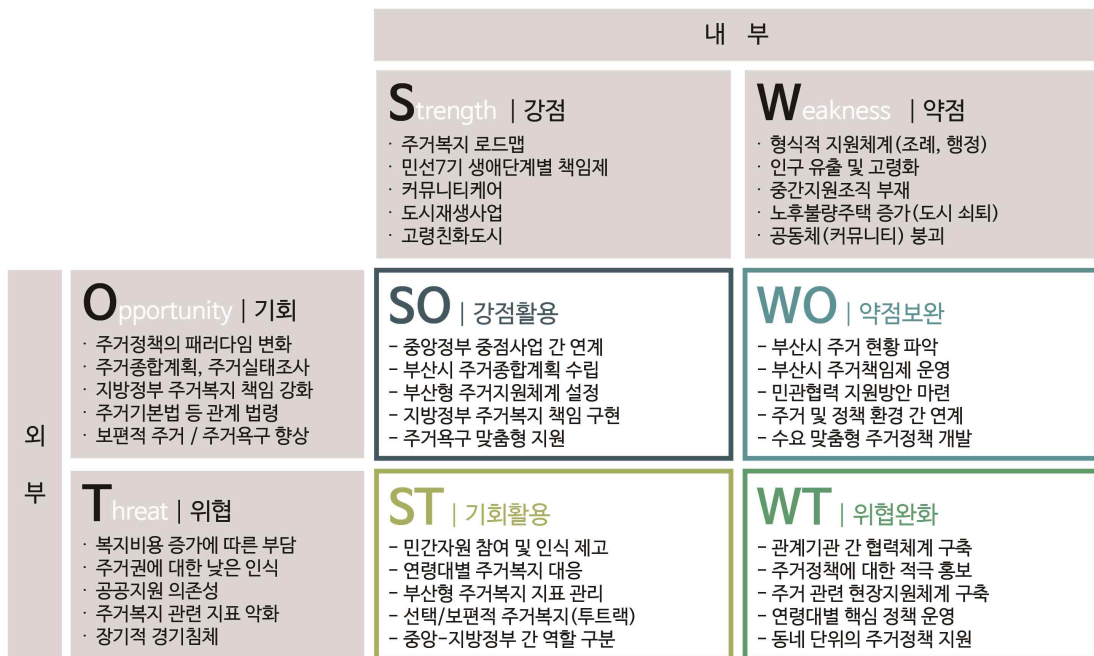 내 부
Strength | 강점
· 주거복지 로드맵
· 민선7기 생애단계별 책임제
· 커뮤니티케어
· 도시재생사업
· 고령친화도시
Weakness | 약점
· 형식적 지원체계(조례, 행정)
· 인구 유출 및 고령화
· 중간지원조직 부재
· 노후불량주택 증가(도시 쇠퇴)
· 공동체(커뮤니티) 붕괴
외
부
Opportunity | 기회
· 주거정책의 패러다임 변화
· 주거종합계획, 주거실태조사
· 지방정부 주거복지 책임 강화
· 주거기본법 등 관계 법령
· 보편적 주거 / 주거욕구 향상
SO | 강점활용
- 중앙정부 중점사업 간 연계
- 부산시 주거종합계획 수립
- 부산형 주거지원체계 설정
- 지방정부 주거복지 책임 구현
- 주거욕구 맞춤형 지원
WO | 약점보완
- 부산시 주거 현황 파악
- 부산시 주거책임제 운영
- 민관협력 지원방안 마련
- 주거 및 정책 환경 간 연계
- 수요 맞춤형 주거정책 개발
Threat | 위협
· 복지비용 증가에 따른 부담
· 주거권에 대한 낮은 인식
· 공공지원 의존성
· 주거복지 관련 지표 악화
· 장기적 경기침체
ST | 기회활용
- 민간자원 참여 및 인식 제고
- 연령대별 주거복지 대응
- 부산형 주거복지 지표 관리
- 선택/보편적 주거복지(투트랙)
- 중앙-지방정부 간 역할 구분
WT | 위협완화
- 관계기관 간 협력체계 구축
- 주거정책에 대한 적극 홍보
- 주거 관련 현장지원체계 구축
- 연령대별 핵심 정책 운영
- 동네 단위의 주거정책 지원